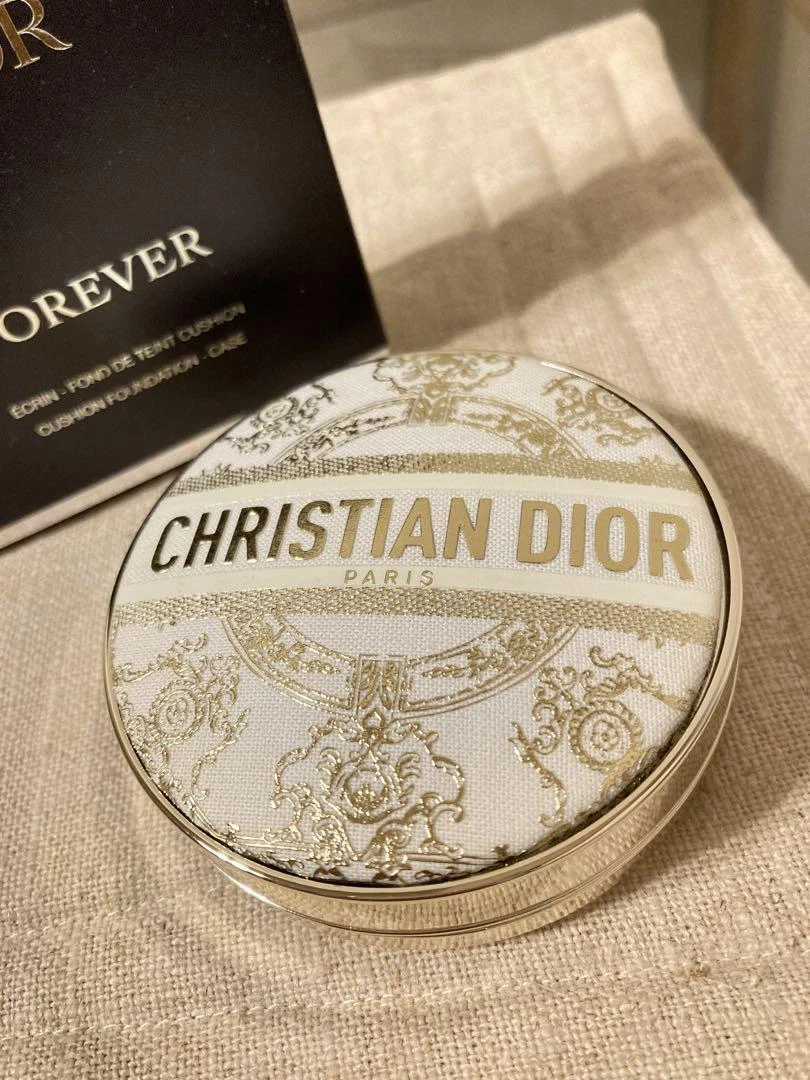 OREVER
ÉCRIN - FOND DE TEINT CUSHION
CUSHION FOUNDATION - CASE
CHRISTIAN DIOR
PARIS